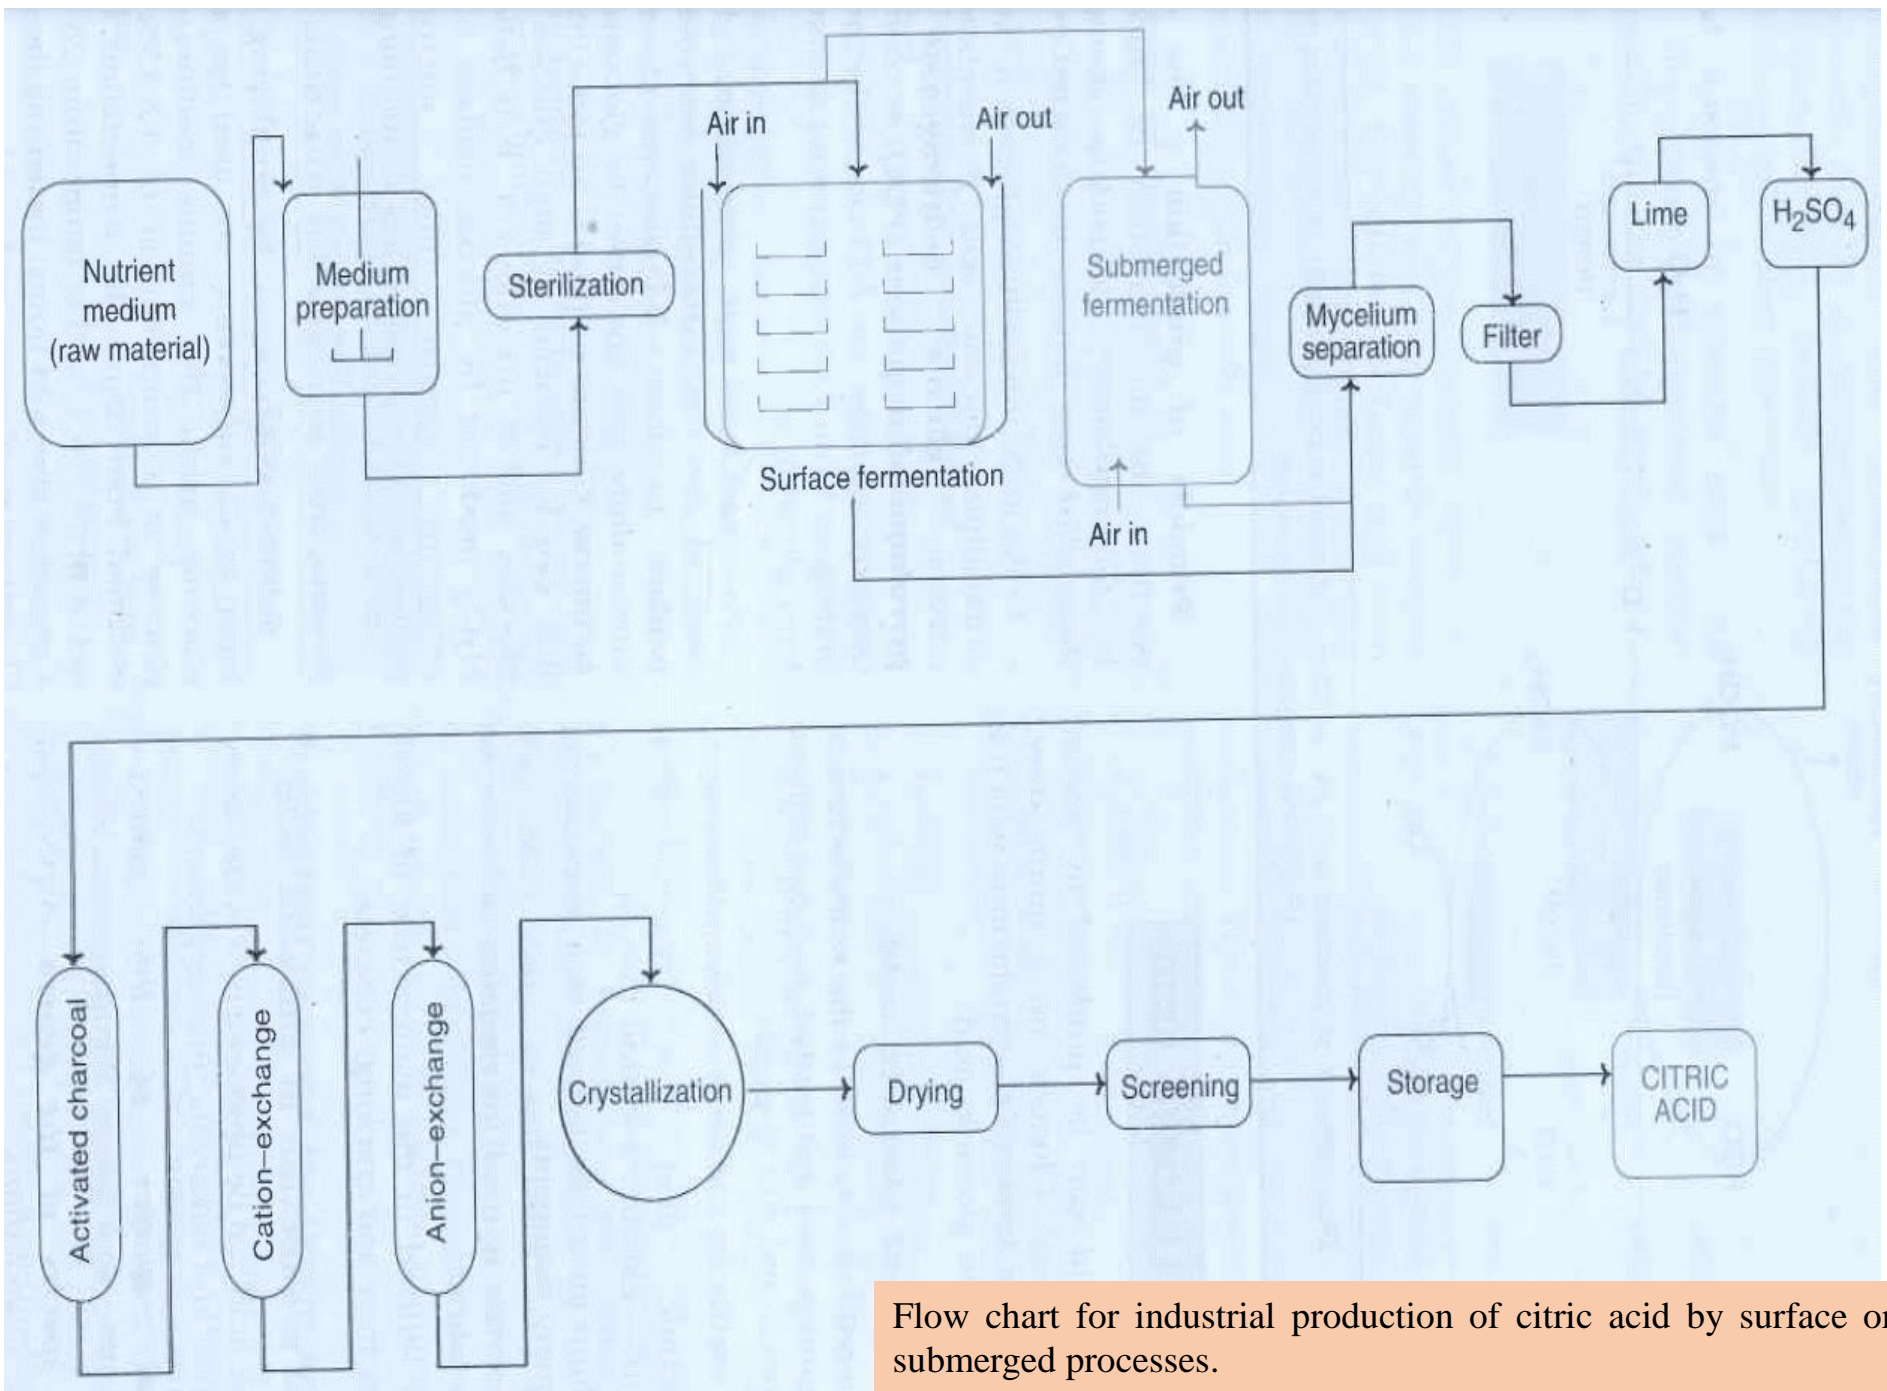 Nutrient
medium
(raw material)
Medium
preparation
Sterilization
Air in
Air out
Surface fermentation
Air out
Submerged
fermentation
Air in
Mycelium
separation
Filter
Lime
H₂SO₄
Activated charcoal
Cation–exchange
Anion–exchange
Crystallization
Drying
Screening
Storage
CITRIC
ACID
Flow chart for industrial production of citric acid by surface or
submerged processes.